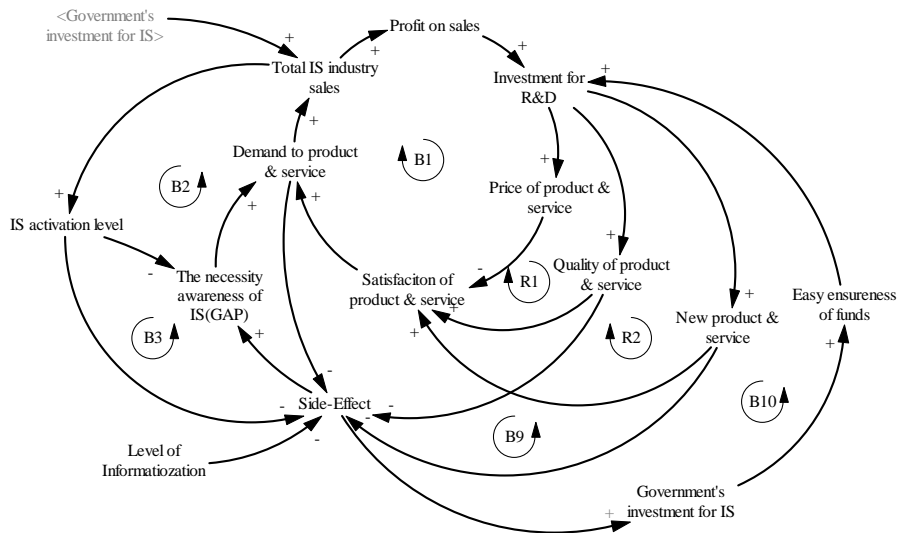 <Government's
investment for IS>
Profit on sales
+
+
+
Total IS industry
sales
Investment for
R&D
+
+
Demand to product
& service
B1
B2
+
+
+
+
Price of product &
service
IS activation level
-
The necessity
awareness of
IS(GAP)
+
-
R1
Satisfaciton of
product & service
Quality of product
& service
+
Easy ensureness
of funds
New product &
service
+
+
+
B3
+
R2
+
-
Side-Effect
-
-
-
-
B9
B10
Level of
Informatiozation
Government's
investment for IS
+